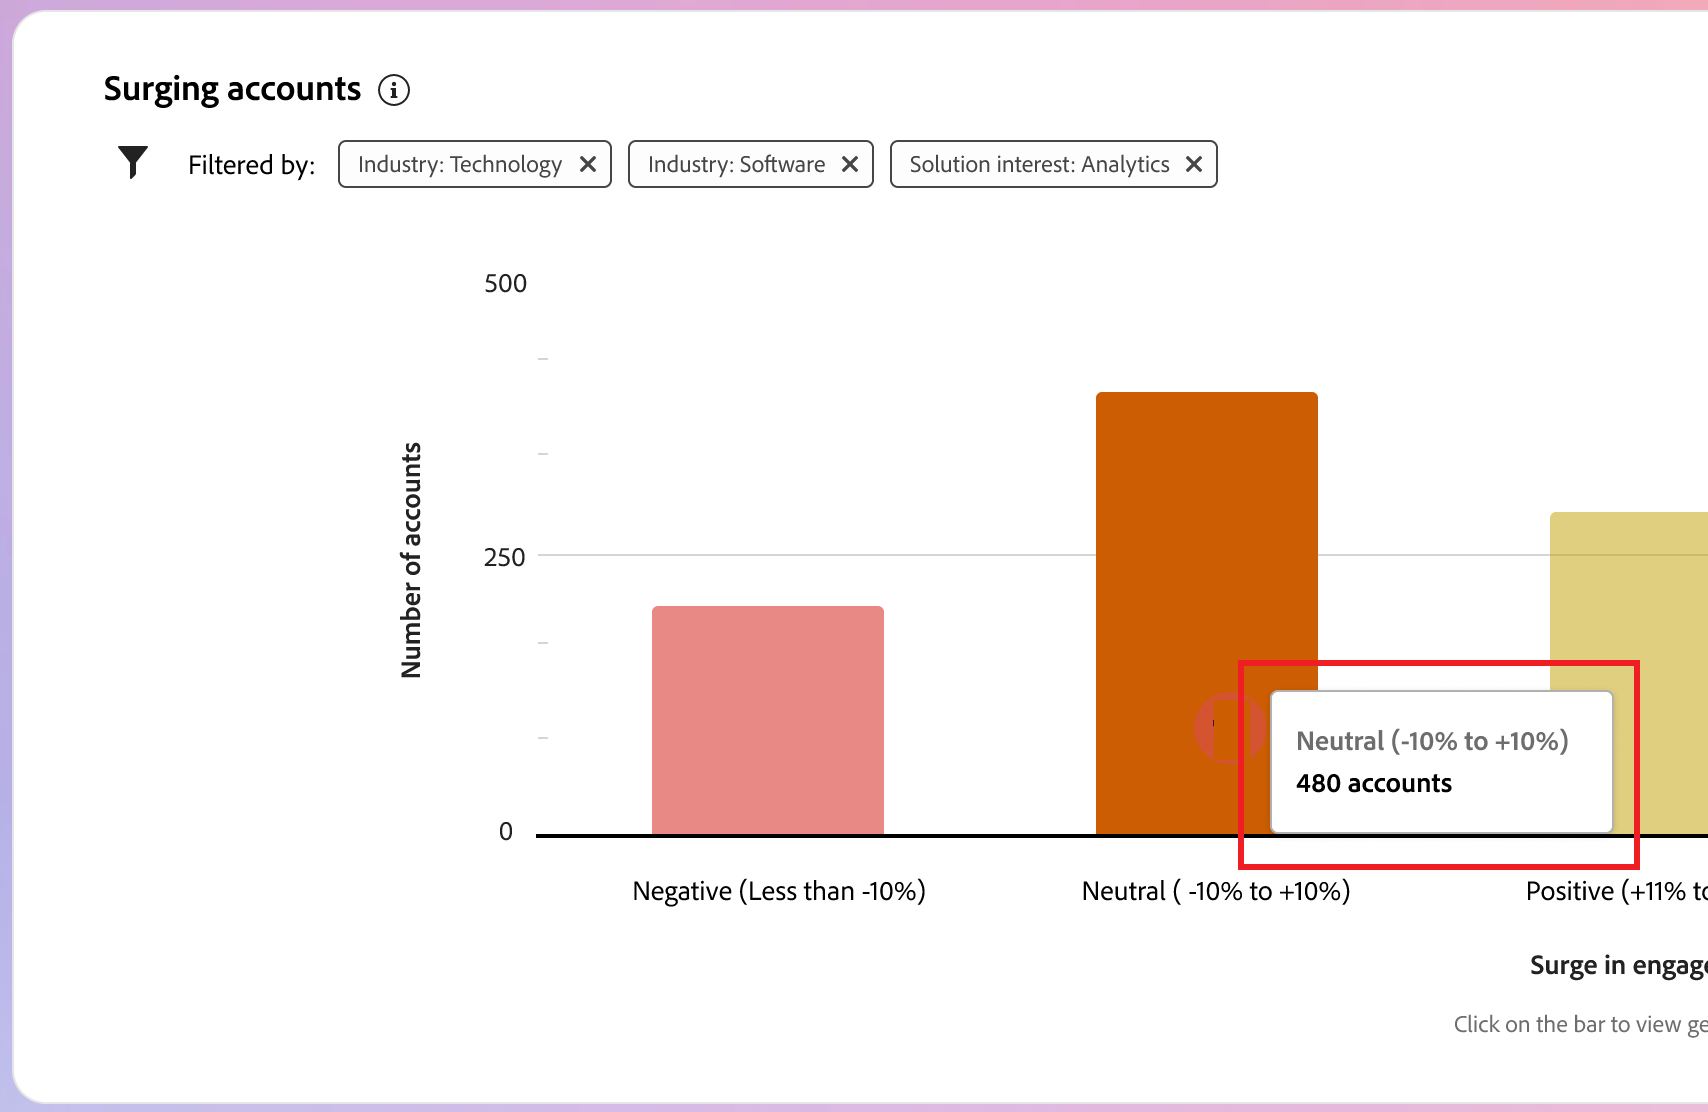 Surging accounts
Filtered by:
Industry: Technology
Industry: Software
Solution interest: Analytics
500
250
0
Number of accounts
Neutral (-10% to +10%)
480 accounts
Negative (Less than -10%)
Neutral ( -10% to +10%)
Positive (+11% to
Surge in engag
Click on the bar to view ge